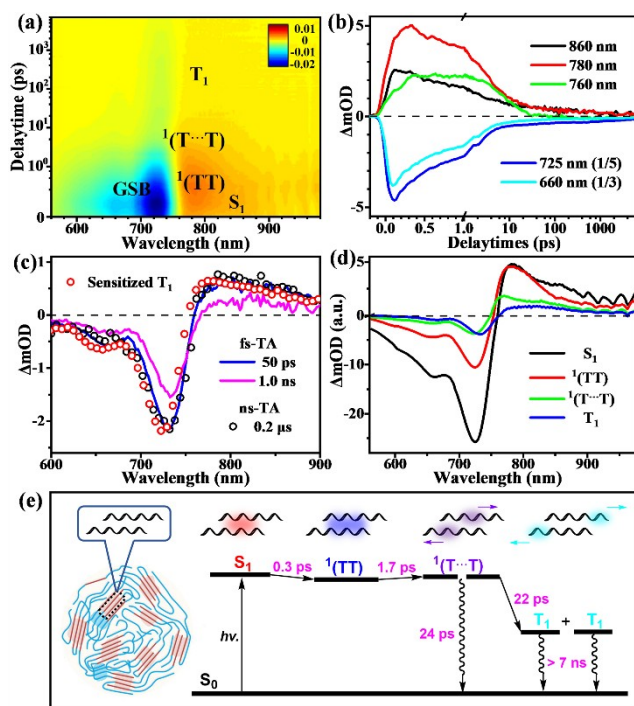 (a)
0.01
0
-0.01
-0.02
T₁
¹(T···T)
¹(TT)
GSB
S₁
10³
10²
10¹
10⁰
0
Delaytime (ps)
600 700 800 900
Wavelength (nm)
(b)
860 nm
780 nm
760 nm
725 nm (1/5)
660 nm (1/3)
5
0
-5
ΔmOD
0.0 0.5 1.0 10 100 1000
Delaytimes (ps)
(c)
Sensitized T₁
fs-TA
50 ps
1.0 ns
ns-TA
0.2 μs
1
0
-1
-2
ΔmOD
600 700 800 900
Wavelength (nm)
(d)
S₁
¹(TT)
¹(T···T)
T₁
5
0
-10
-20
ΔmOD (a.u.)
600 700 800 900
Wavelength (nm)
(e)
S₁ 0.3 ps ¹(TT) 1.7 ps ¹(T···T)
22 ps
hν.
24 ps
T₁ + T₁
> 7 ns
S₀